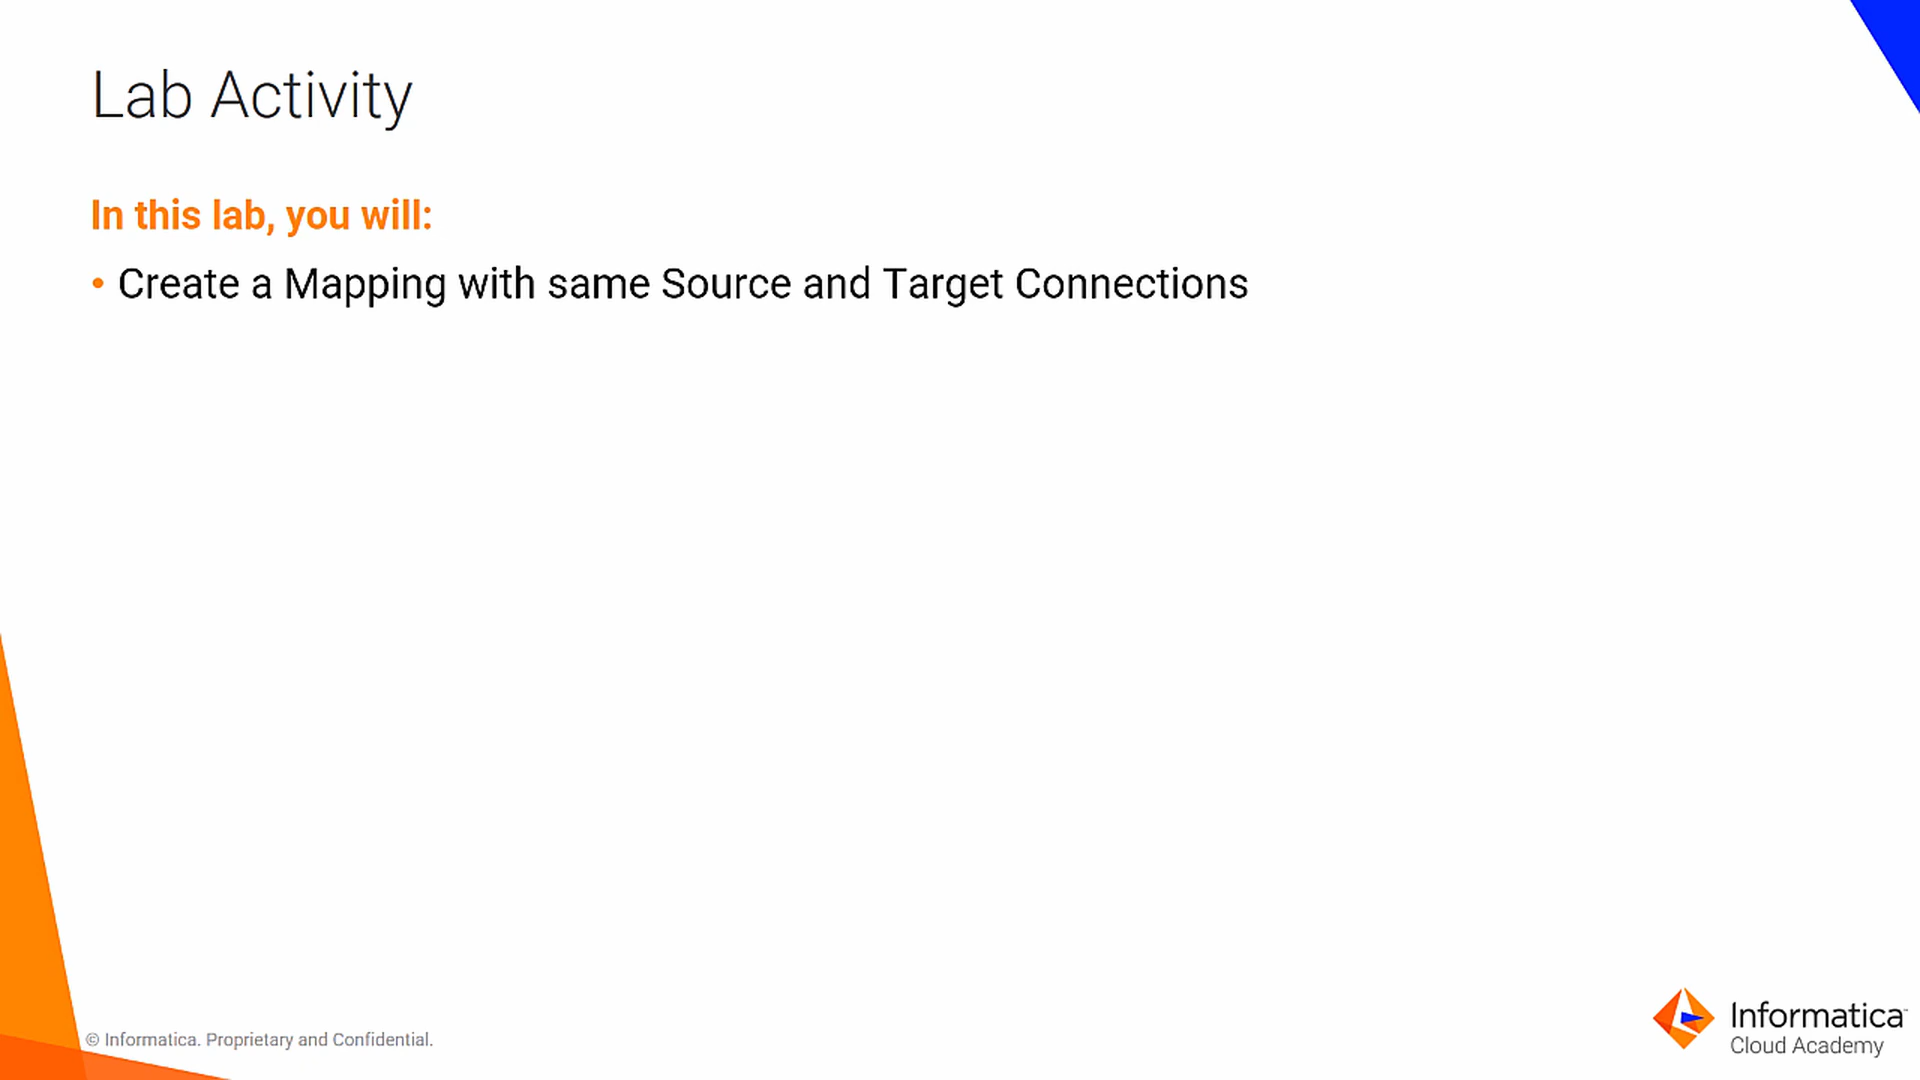 Lab Activity
In this lab, you will:
• Create a Mapping with same Source and Target Connections
© Informatica. Proprietary and Confidential.
Informatica™
Cloud Academy